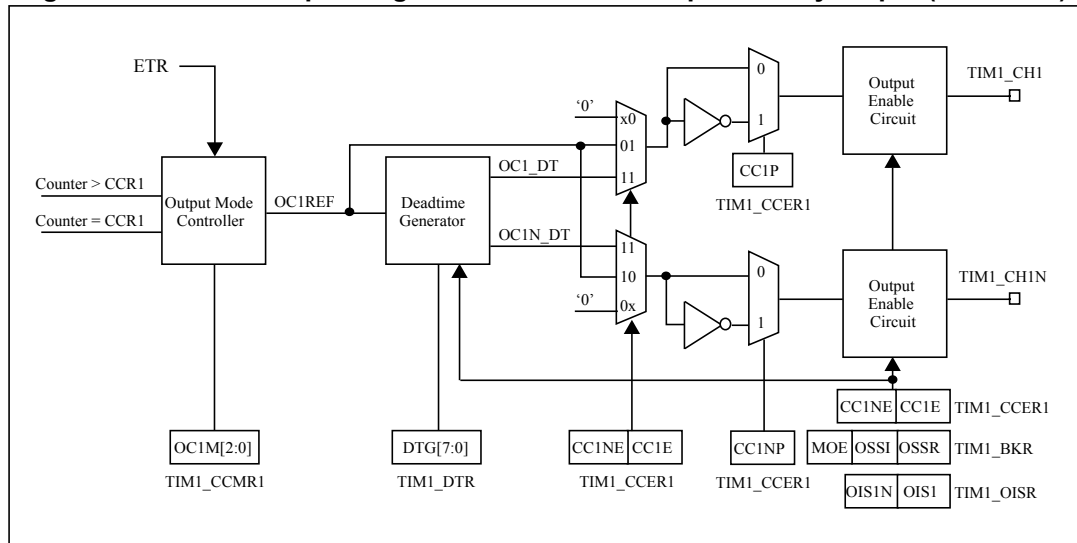 ETR
Counter > CCR1
Counter = CCR1
Output Mode
Controller
OC1REF
Deadtime
Generator
OC1_DT
OC1N_DT
‘0’
x0
01
11
11
10
‘0’
0x
0
1
CC1P
TIM1_CCER1
Output
Enable
Circuit
TIM1_CH1
0
1
Output
Enable
Circuit
TIM1_CH1N
OC1M[2:0]
TIM1_CCMR1
DTG[7:0]
TIM1_DTR
CC1NE CC1E
TIM1_CCER1
CC1NP
TIM1_CCER1
CC1NE CC1E TIM1_CCER1
MOE OSSI OSSR TIM1_BKR
OIS1N OIS1 TIM1_OISR